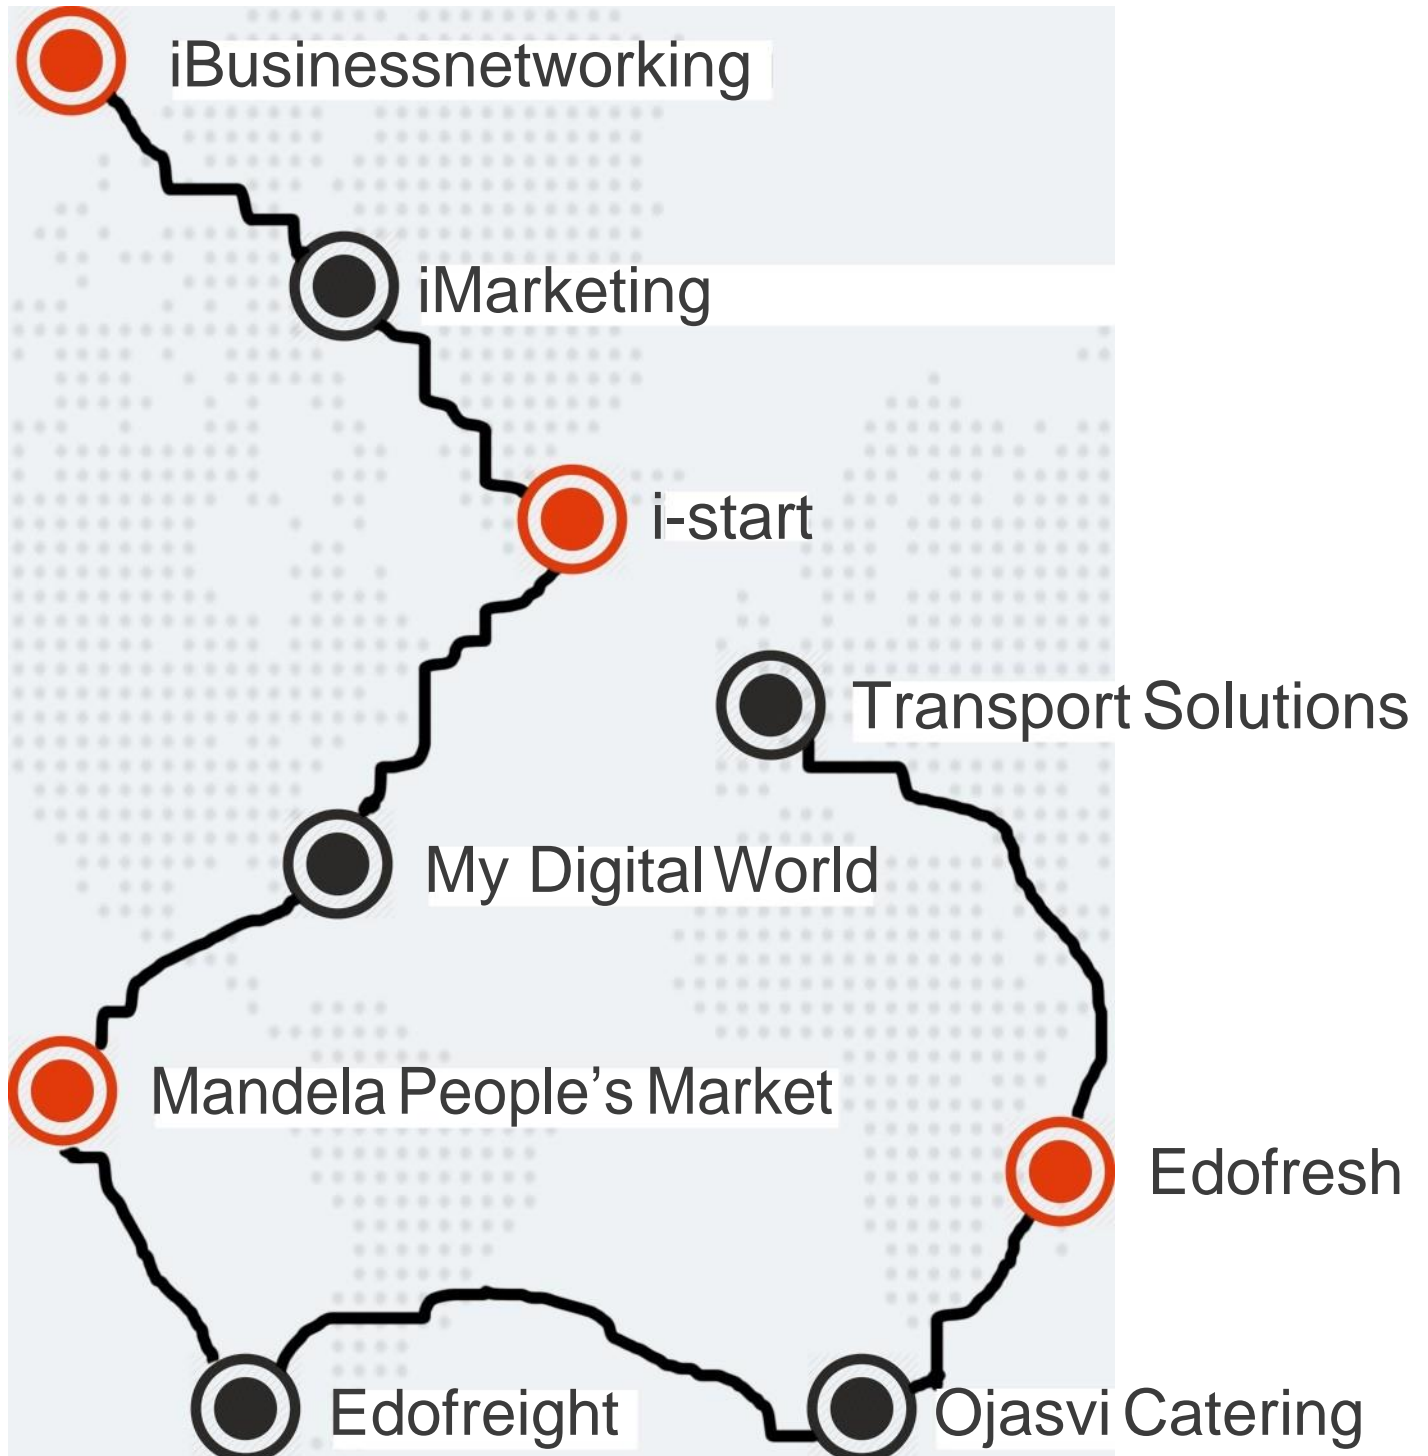 iBusinessnetworking
iMarketing
i-start
Transport Solutions
My Digital World
Mandela People’s Market
Edofresh
Edofreight
Ojasvi Catering